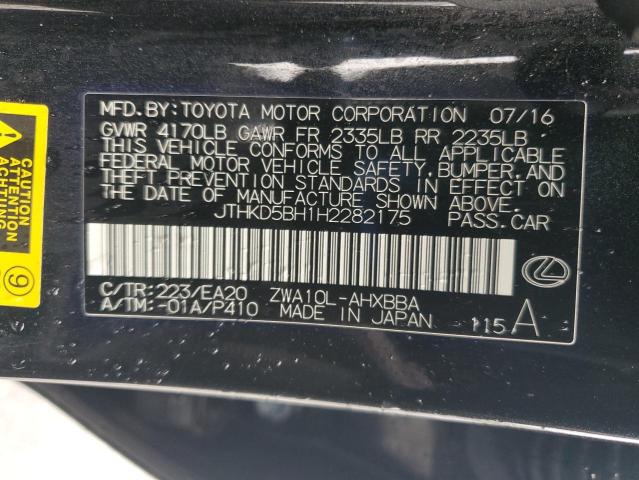 MFD.BY:TOYOTA MOTOR CORPORATION 07/16
GVWR 4170LB GAWR FR 2335LB RR 2235LB
THIS VEHICLE CONFORMS TO ALL APPLICABLE
FEDERAL MOTOR VEHICLE SAFETY,BUMPER,AND
THEFT PREVENTION STANDARDS IN EFFECT ON
THE DATE OF MANUFACTURE SHOWN ABOVE.
JTHKD5BH1H2282175 PASS.CAR
C/TR:223/EA20 ZWA10L-AHXBBA
A/TM:-01A/P410 MADE IN JAPAN 115 A
CAUTION
ATTENTION
9